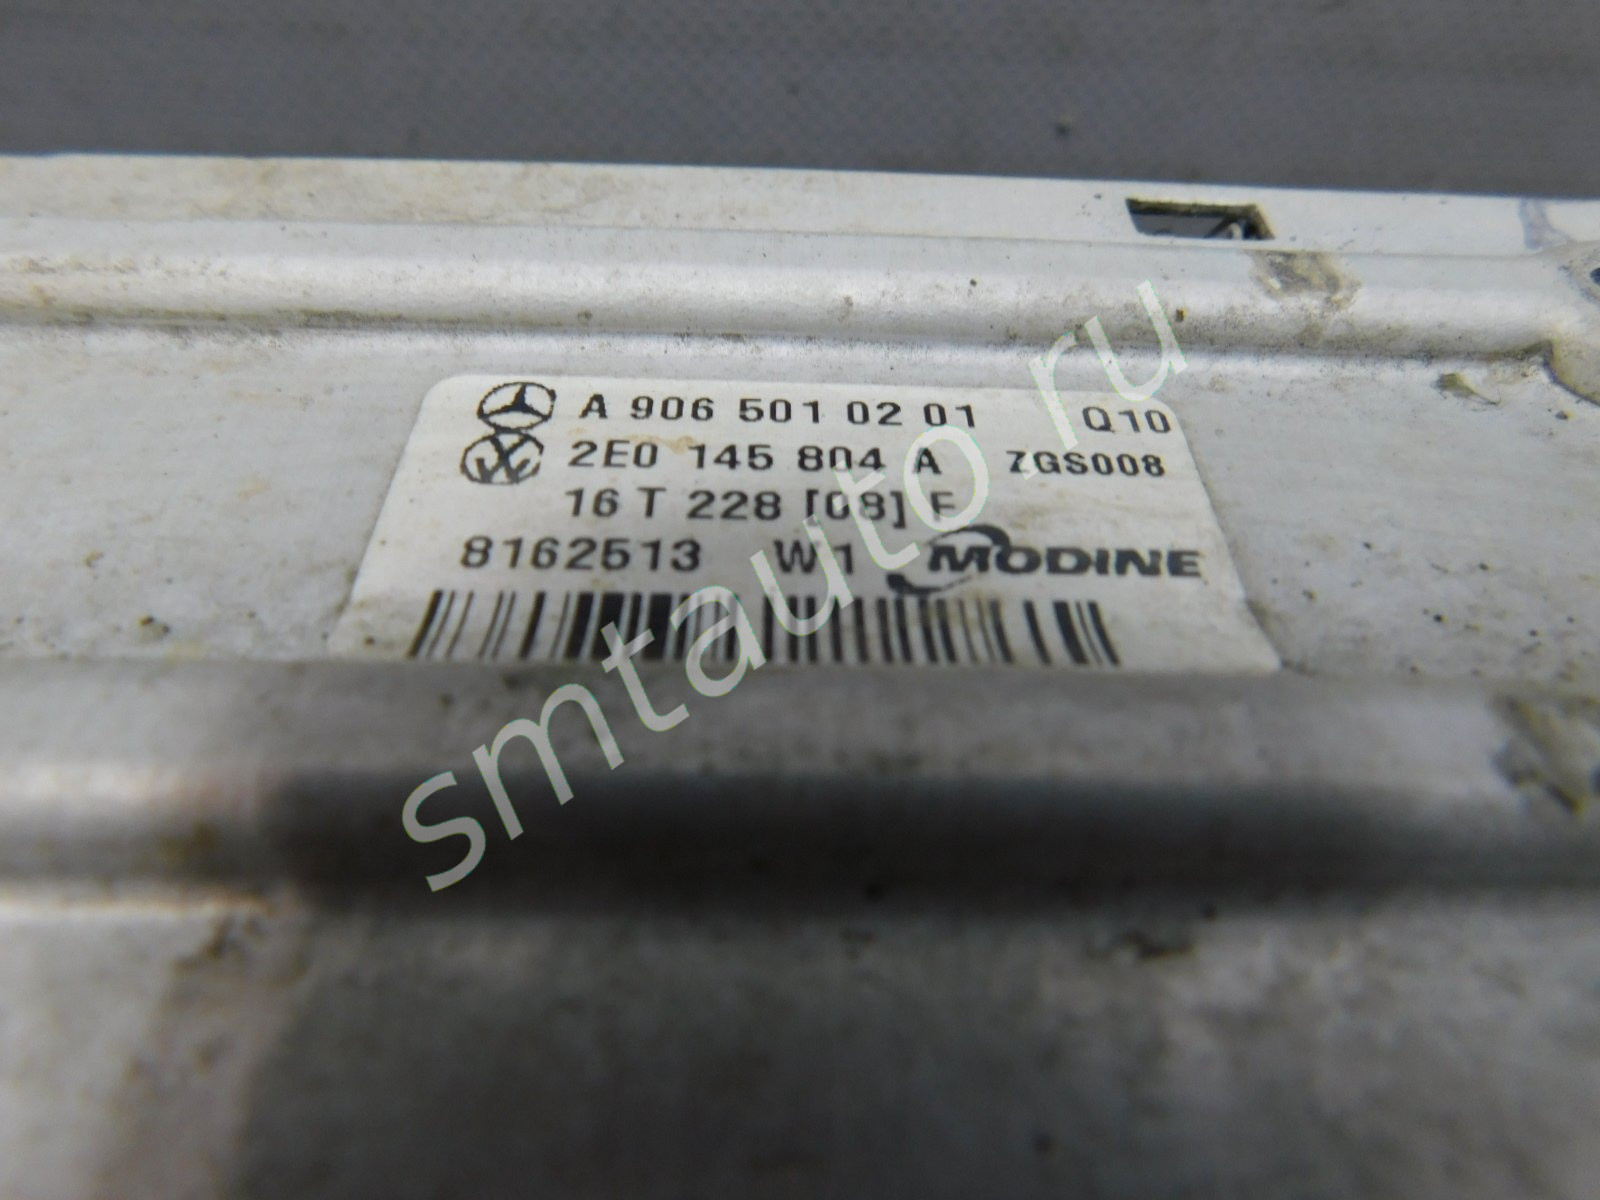 A 906 501 02 01 Q10
2E0 145 804 A ZGS008
16 T 228 [08] F
8162513 W1 MODINE
smtauto.ru